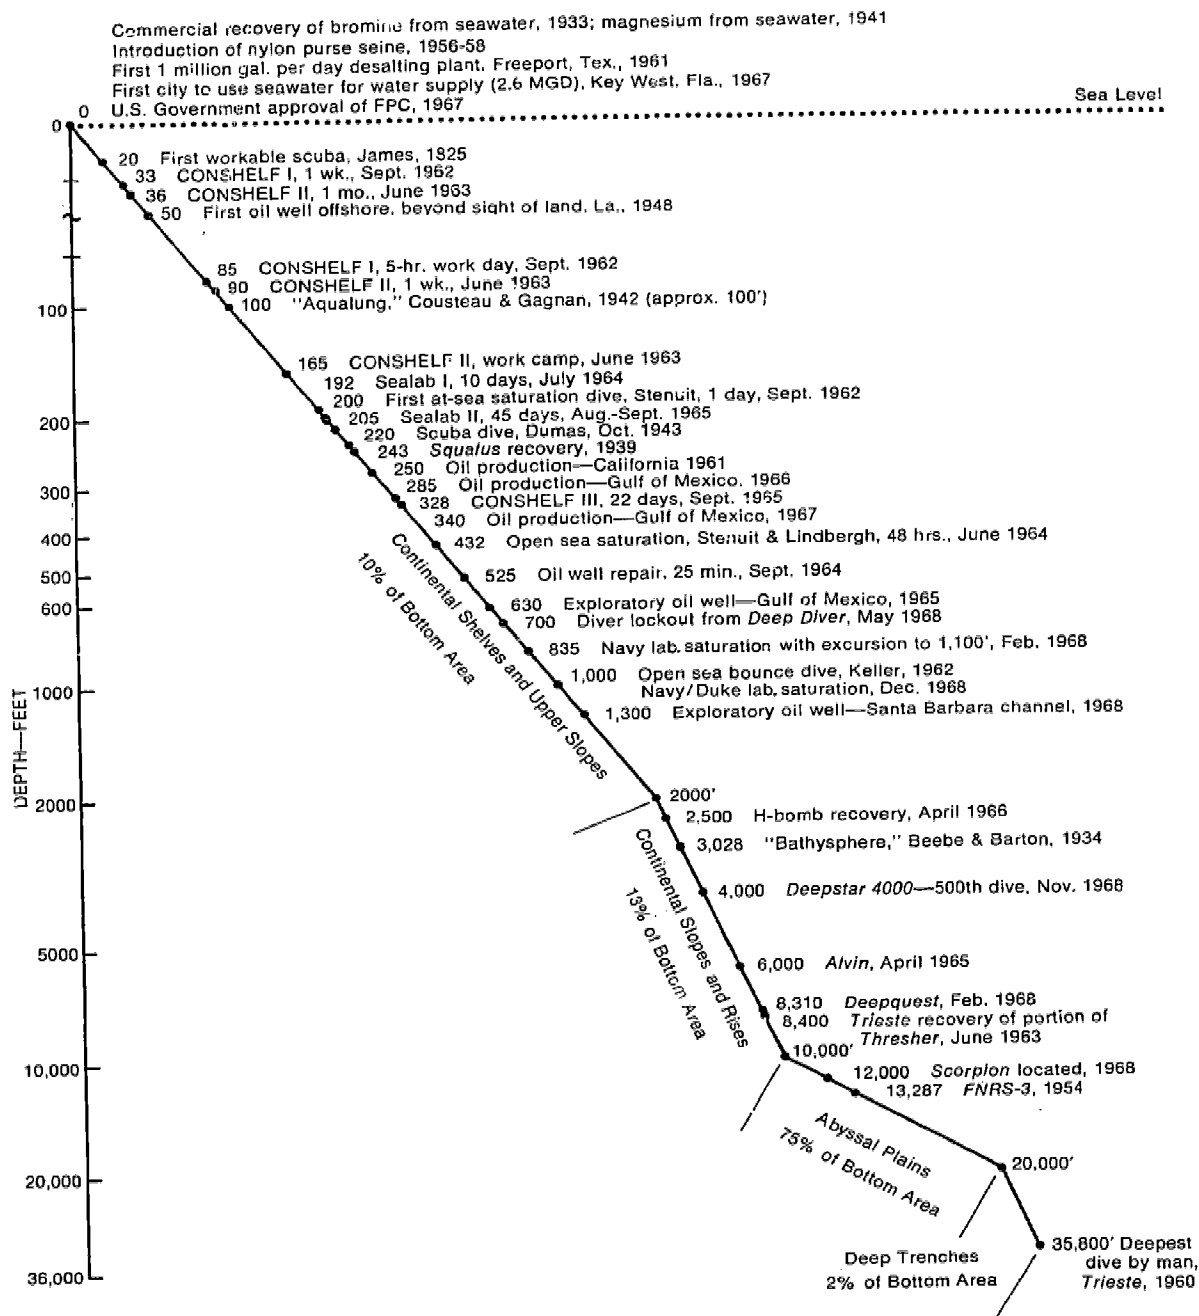 Commercial recovery of bromine from seawater, 1933; magnesium from seawater, 1941
Introduction of nylon purse seine, 1956-58
First 1 million gal. per day desalting plant, Freeport, Tex., 1961
First city to use seawater for water supply (2.6 MGD), Key West, Fla., 1967
0 U.S. Government approval of FPC, 1967
Sea Level
0
20 First workable scuba, James, 1825
33 CONSHELF I, 1 wk., Sept. 1962
36 CONSHELF II, 1 mo., June 1963
50 First oil well offshore, beyond sight of land, La., 1948
85 CONSHELF I, 5-hr. work day, Sept. 1962
90 CONSHELF II, 1 wk., June 1963
100 "Aqualung," Cousteau & Gagnan, 1942 (approx. 100')
100
165 CONSHELF II, work camp, June 1963
192 Sealab I, 10 days, July 1964
200 First at-sea saturation dive, Stenuit, 1 day, Sept. 1962
205 Sealab II, 45 days, Aug.-Sept. 1965
200
220 Scuba dive, Dumas, Oct. 1943
243 Squalus recovery, 1939
250 Oil production—California 1961
285 Oil production—Gulf of Mexico, 1966
300
328 CONSHELF III, 22 days, Sept. 1965
340 Oil production—Gulf of Mexico, 1967
400
432 Open sea saturation, Stenuit & Lindbergh, 48 hrs., June 1964
500
525 Oil well repair, 25 min., Sept. 1964
600
630 Exploratory oil well—Gulf of Mexico, 1965
700 Diver lockout from Deep Diver, May 1968
835 Navy lab. saturation with excursion to 1,100', Feb. 1968
1,000 Open sea bounce dive, Keller, 1962
Navy/Duke lab. saturation, Dec. 1968
1000
1,300 Exploratory oil well—Santa Barbara channel, 1968
Continental Shelves and Upper Slopes
10% of Bottom Area
DEPTH—FEET
2000
2000'
2,500 H-bomb recovery, April 1966
3,028 "Bathysphere," Beebe & Barton, 1934
4,000 Deepstar 4000—500th dive, Nov. 1968
Continental Slopes and Rises
13% of Bottom Area
5000
6,000 Alvin, April 1965
8,310 Deepquest, Feb. 1968
8,400 Trieste recovery of portion of
Thresher, June 1963
10,000'
10,000
12,000 Scorpion located, 1968
13,287 FNRS-3, 1954
Abyssal Plains
75% of Bottom Area
20,000'
20,000
Deep Trenches
2% of Bottom Area
35,800' Deepest
dive by man,
Trieste, 1960
36,000